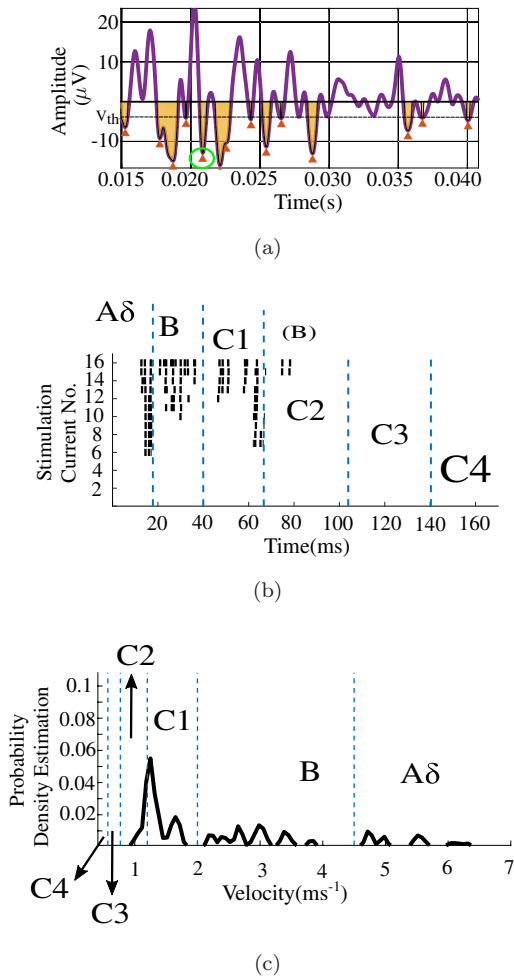 20
10
0
V_th
-10
Amplitude
(μV)
0.015 0.020 0.025 0.030 0.035 0.040
Time(s)
(a)
Aδ B C1 (B)
C2 C3 C4
16
14
12
10
8
6
4
2
Stimulation
Current No.
20 40 60 80 100 120 140 160
Time(ms)
(b)
C2
C1
B
Aδ
0.1
0.08
0.06
0.04
0.02
Probability
Density Estimation
C4
C3
1 2 3 4 5 6 7
Velocity(ms⁻¹)
(c)